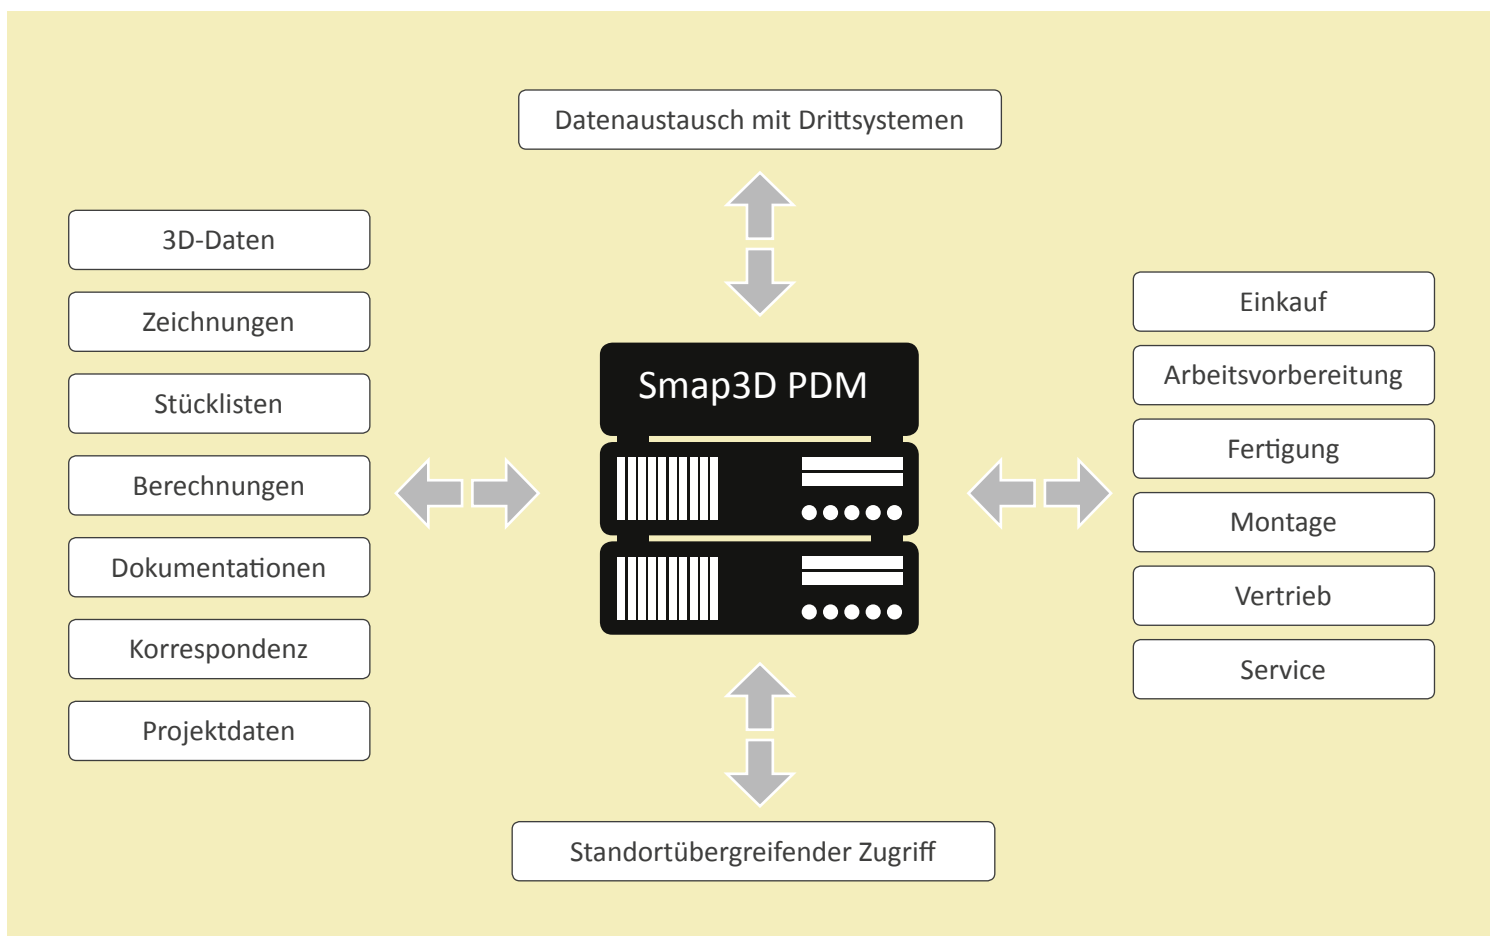 Datenaustausch mit Drittsystemen
3D-Daten
Zeichnungen
Stücklisten
Berechnungen
Dokumentationen
Korrespondenz
Projektdaten
Smap3D PDM
Einkauf
Arbeitsvorbereitung
Fertigung
Montage
Vertrieb
Service
Standortübergreifender Zugriff